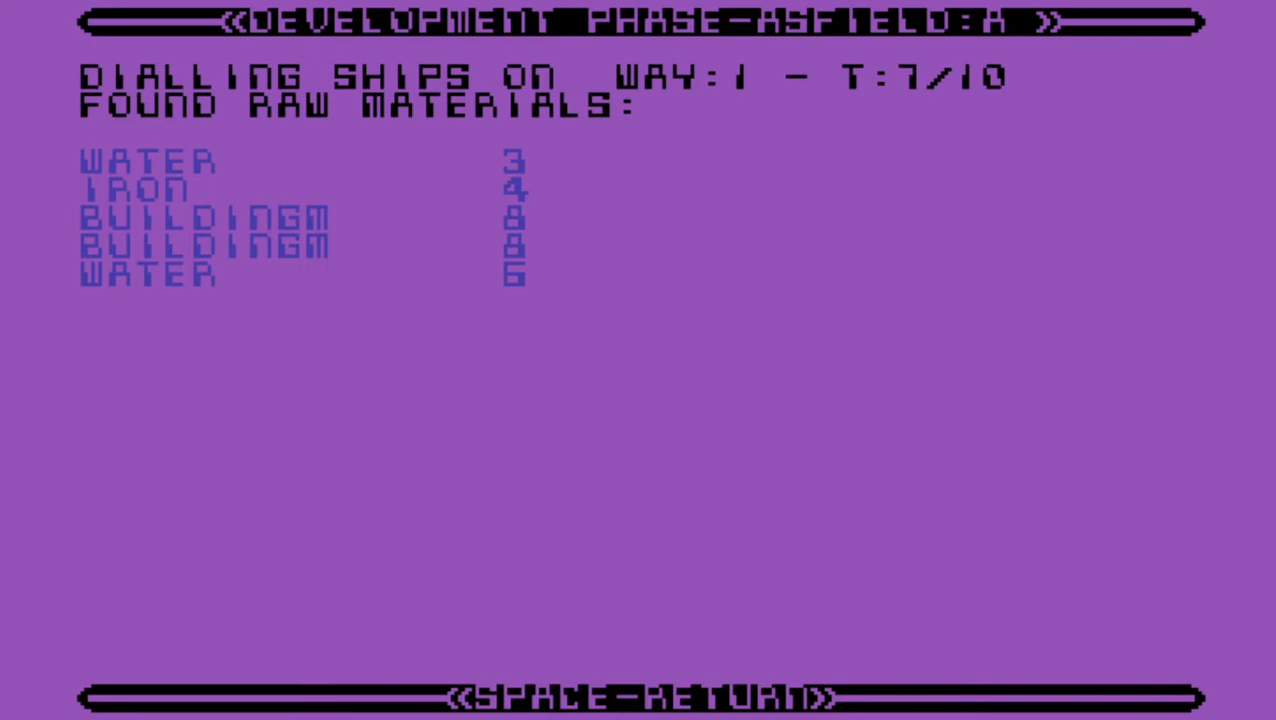 «DEVELOPMENT PHASE-ASFIELD:A »
DIALLING SHIPS ON  WAY:1 - T:7/10
FOUND RAW MATERIALS:
WATER 3
IRON 4
BUILDINGM 8
BUILDINGM 8
WATER 6
«SPACE-RETURN»